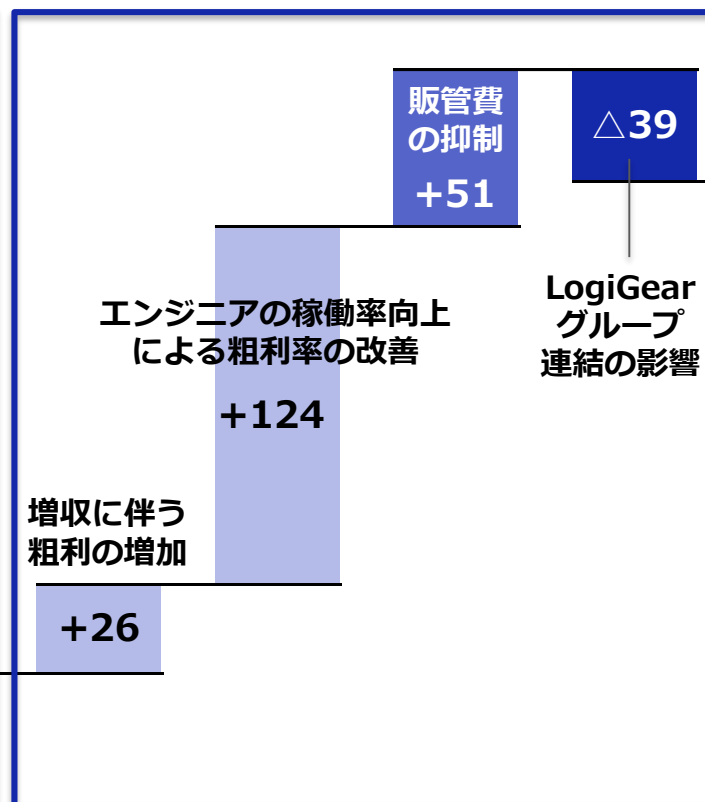 販管費
の抑制
+51
△39
LogiGear
グループ
連結の影響
エンジニアの稼働率向上
による粗利率の改善
+124
増収に伴う
粗利の増加
+26